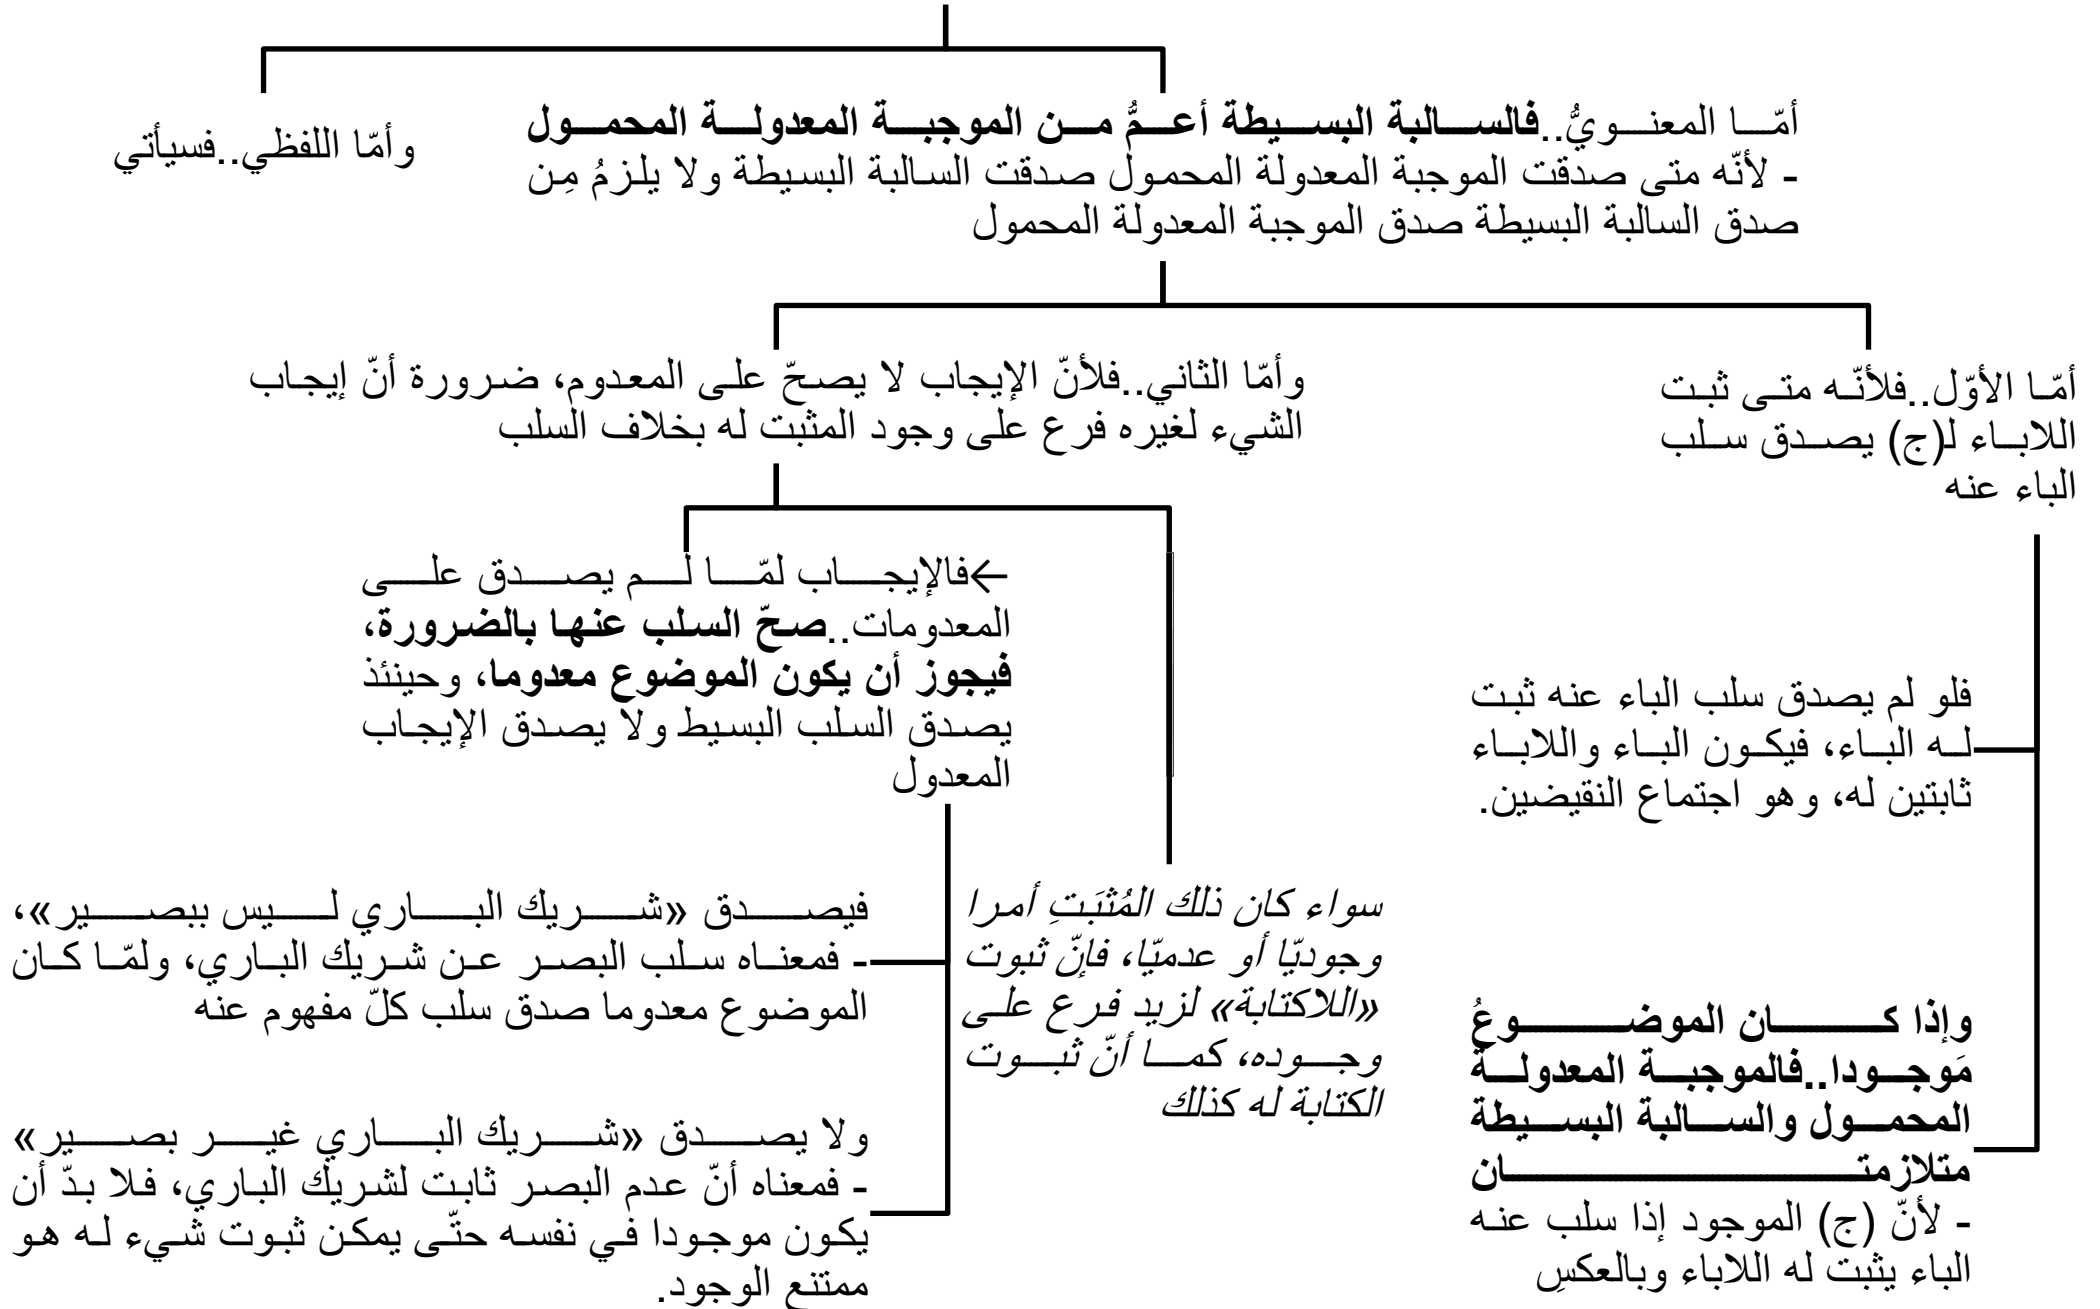 أمّا المعنويُّ..فالسالبة البسيطة أعمُّ من الموجبة المعدولة المحمول
- لأنّه متى صدقت الموجبة المعدولة المحمول صدقت السالبة البسيطة ولا يلزمُ مِن
صدق السالبة البسيطة صدق الموجبة المعدولة المحمول
وأمّا اللفظي..فسيأتي
أمّا الأوّل..فلأنّه متى ثبت
اللاباء لـ(ج) يصدق سلب
الباء عنه
وأمّا الثاني..فلأنّ الإيجاب لا يصحّ على المعدوم، ضرورة أنّ إيجاب
الشيء لغيره فرع على وجود المثبت له بخلاف السلب
فلو لم يصدق سلب الباء عنه ثبت
له الباء، فيكون الباء واللاباء
ثابتين له، وهو اجتماع النقيضين.
وإذا كان الموضوعُ
مَوجودا..فالموجبة المعدولة
المحمول والسالبة البسيطة
متلازمتان
- لأنّ (ج) الموجود إذا سلب عنه
الباء يثبت له اللاباء وبالعكسِ
سواء كان ذلك المُثبَتِ أمرا
وجوديّا أو عدميّا، فإنّ ثبوت
«اللاكتابة» لزيد فرع على
وجوده، كما أنّ ثبوت
الكتابة له كذلك
←فالإيجاب لمّا لم يصدق على
المعدومات..صحّ السلب عنها بالضرورة،
فيجوز أن يكون الموضوع معدوما، وحينئذ
يصدق السلب البسيط ولا يصدق الإيجاب
المعدول
فيصدق «شريك الباري ليس ببصير»،
- فمعناه سلب البصر عن شريك الباري، ولمّا كان
الموضوع معدوما صدق سلب كلّ مفهوم عنه
ولا يصدق «شريك الباري غير بصير»
- فمعناه أنّ عدم البصر ثابت لشريك الباري، فلا بدّ أن
يكون موجودا في نفسه حتّى يمكن ثبوت شيء له هو
ممتنع الوجود.